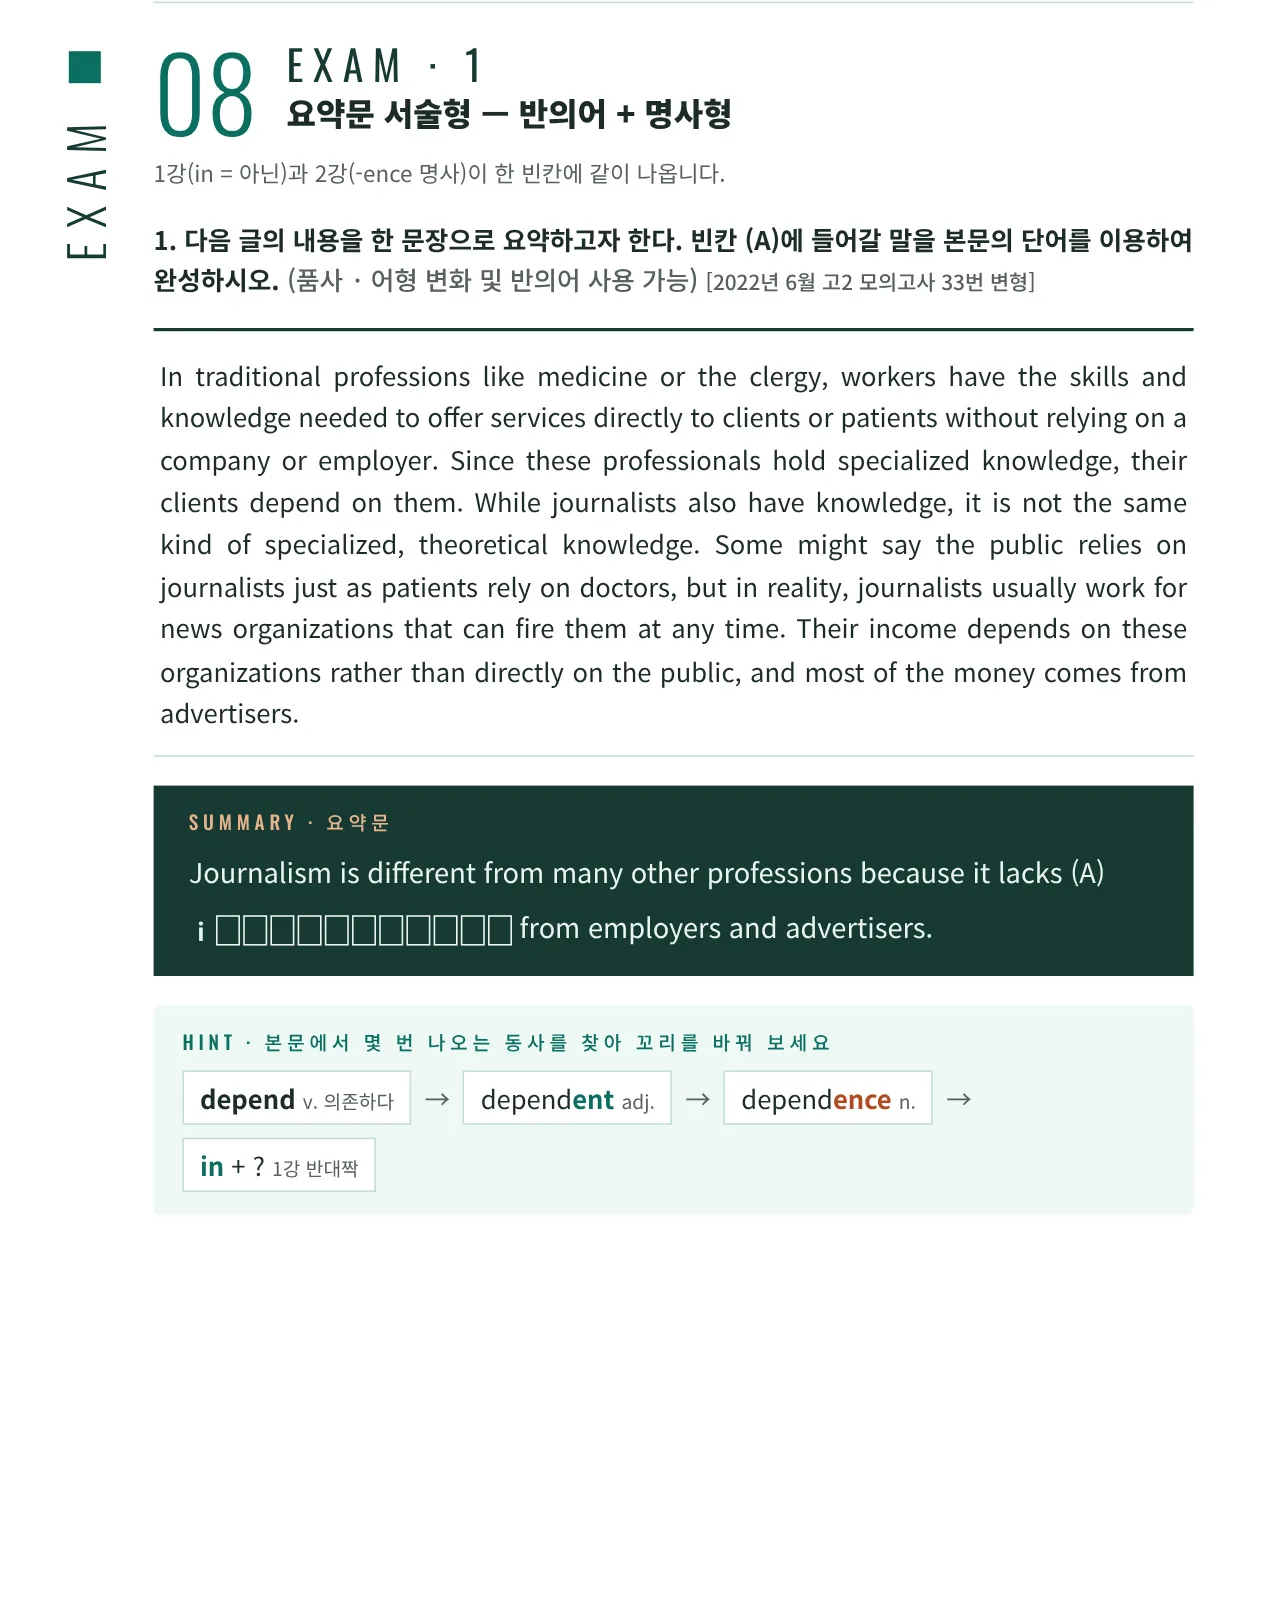 EXAM
08
EXAM · 1
요약문 서술형 — 반의어 + 명사형
1강(in = 아닌)과 2강(-ence 명사)이 한 빈칸에 같이 나옵니다.
1. 다음 글의 내용을 한 문장으로 요약하고자 한다. 빈칸 (A)에 들어갈 말을 본문의 단어를 이용하여
완성하시오. (품사 · 어형 변화 및 반의어 사용 가능) [2022년 6월 고2 모의고사 33번 변형]
In traditional professions like medicine or the clergy, workers have the skills and
knowledge needed to offer services directly to clients or patients without relying on a
company or employer. Since these professionals hold specialized knowledge, their
clients depend on them. While journalists also have knowledge, it is not the same
kind of specialized, theoretical knowledge. Some might say the public relies on
journalists just as patients rely on doctors, but in reality, journalists usually work for
news organizations that can fire them at any time. Their income depends on these
organizations rather than directly on the public, and most of the money comes from
advertisers.
SUMMARY · 요약문
Journalism is different from many other professions because it lacks (A)
i □□□□□□□□□□□ from employers and advertisers.
HINT · 본문에서 몇 번 나오는 동사를 찾아 꼬리를 바꿔 보세요
depend v. 의존하다 → dependent adj. → dependence n. →
in + ? 1강 반대짝